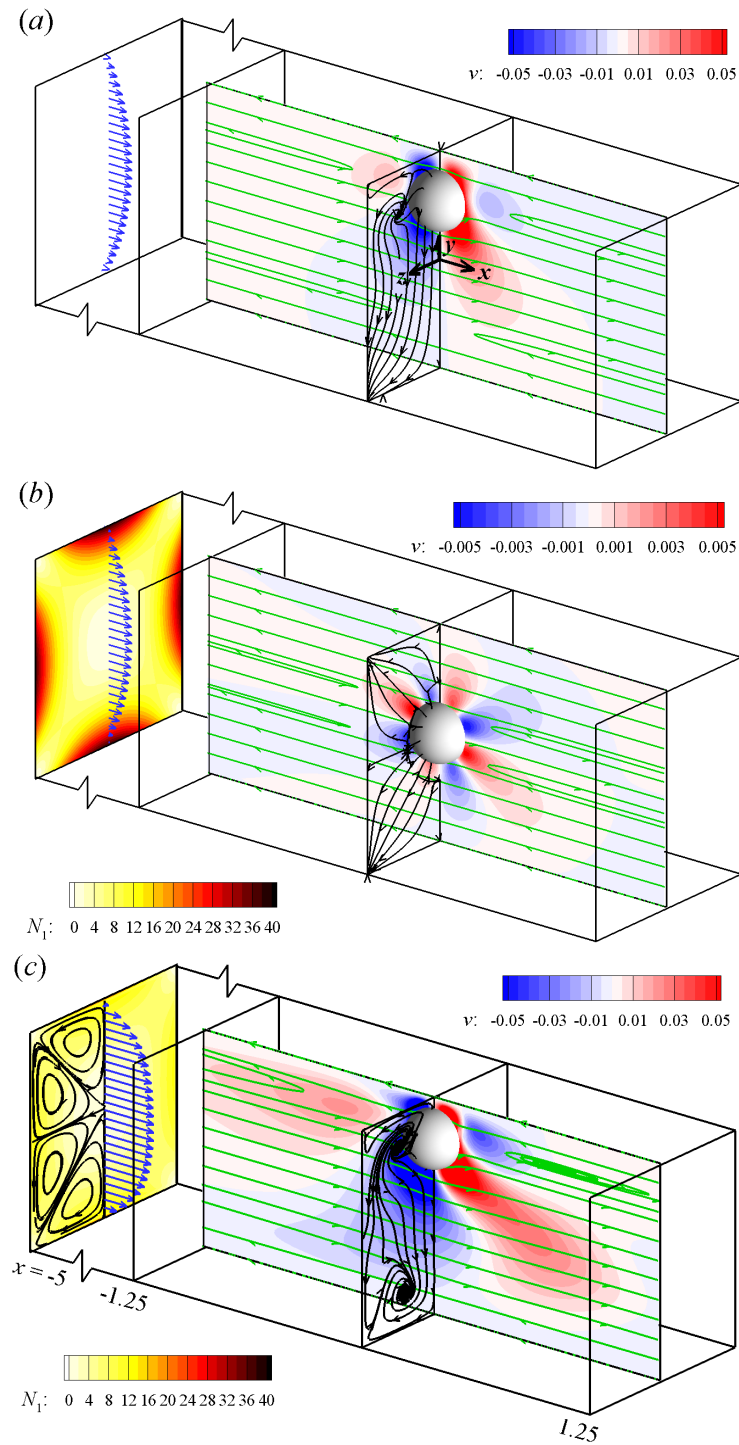 (a)
v: -0.05 -0.03 -0.01 0.01 0.03 0.05
y
z
x
(b)
v: -0.005 -0.003 -0.001 0.001 0.003 0.005
N1: 0 4 8 12 16 20 24 28 32 36 40
(c)
v: -0.05 -0.03 -0.01 0.01 0.03 0.05
x = -5
-1.25
N1: 0 4 8 12 16 20 24 28 32 36 40
1.25